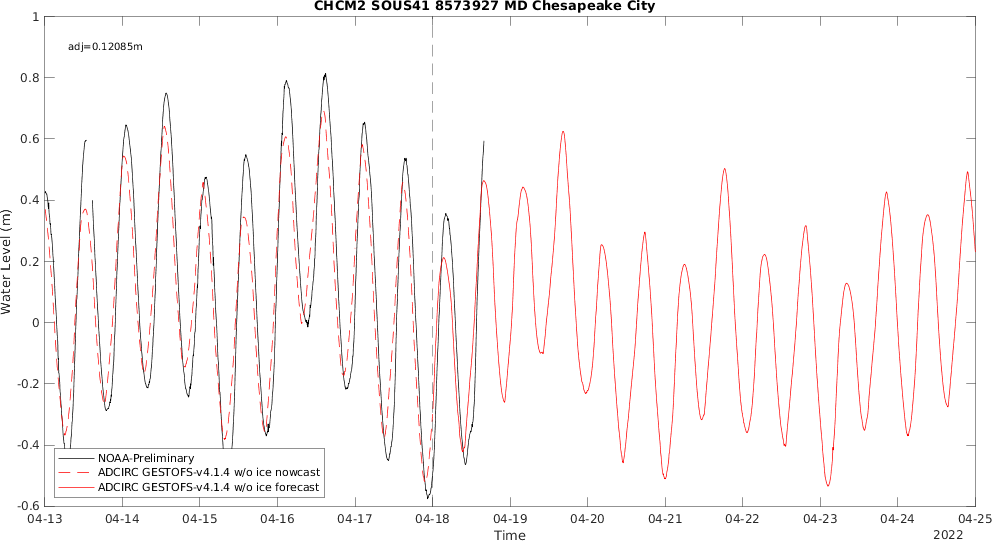 CHCM2 SOUS41 8573927 MD Chesapeake City
adj=0.12085m
Water Level (m)
1
0.8
0.6
0.4
0.2
0
-0.2
-0.4
-0.6
NOAA-Preliminary
ADCIRC GESTOFS-v4.1.4 w/o ice nowcast
ADCIRC GESTOFS-v4.1.4 w/o ice forecast
04-13 04-14 04-15 04-16 04-17 04-18 04-19 04-20 04-21 04-22 04-23 04-24 04-25
Time
2022